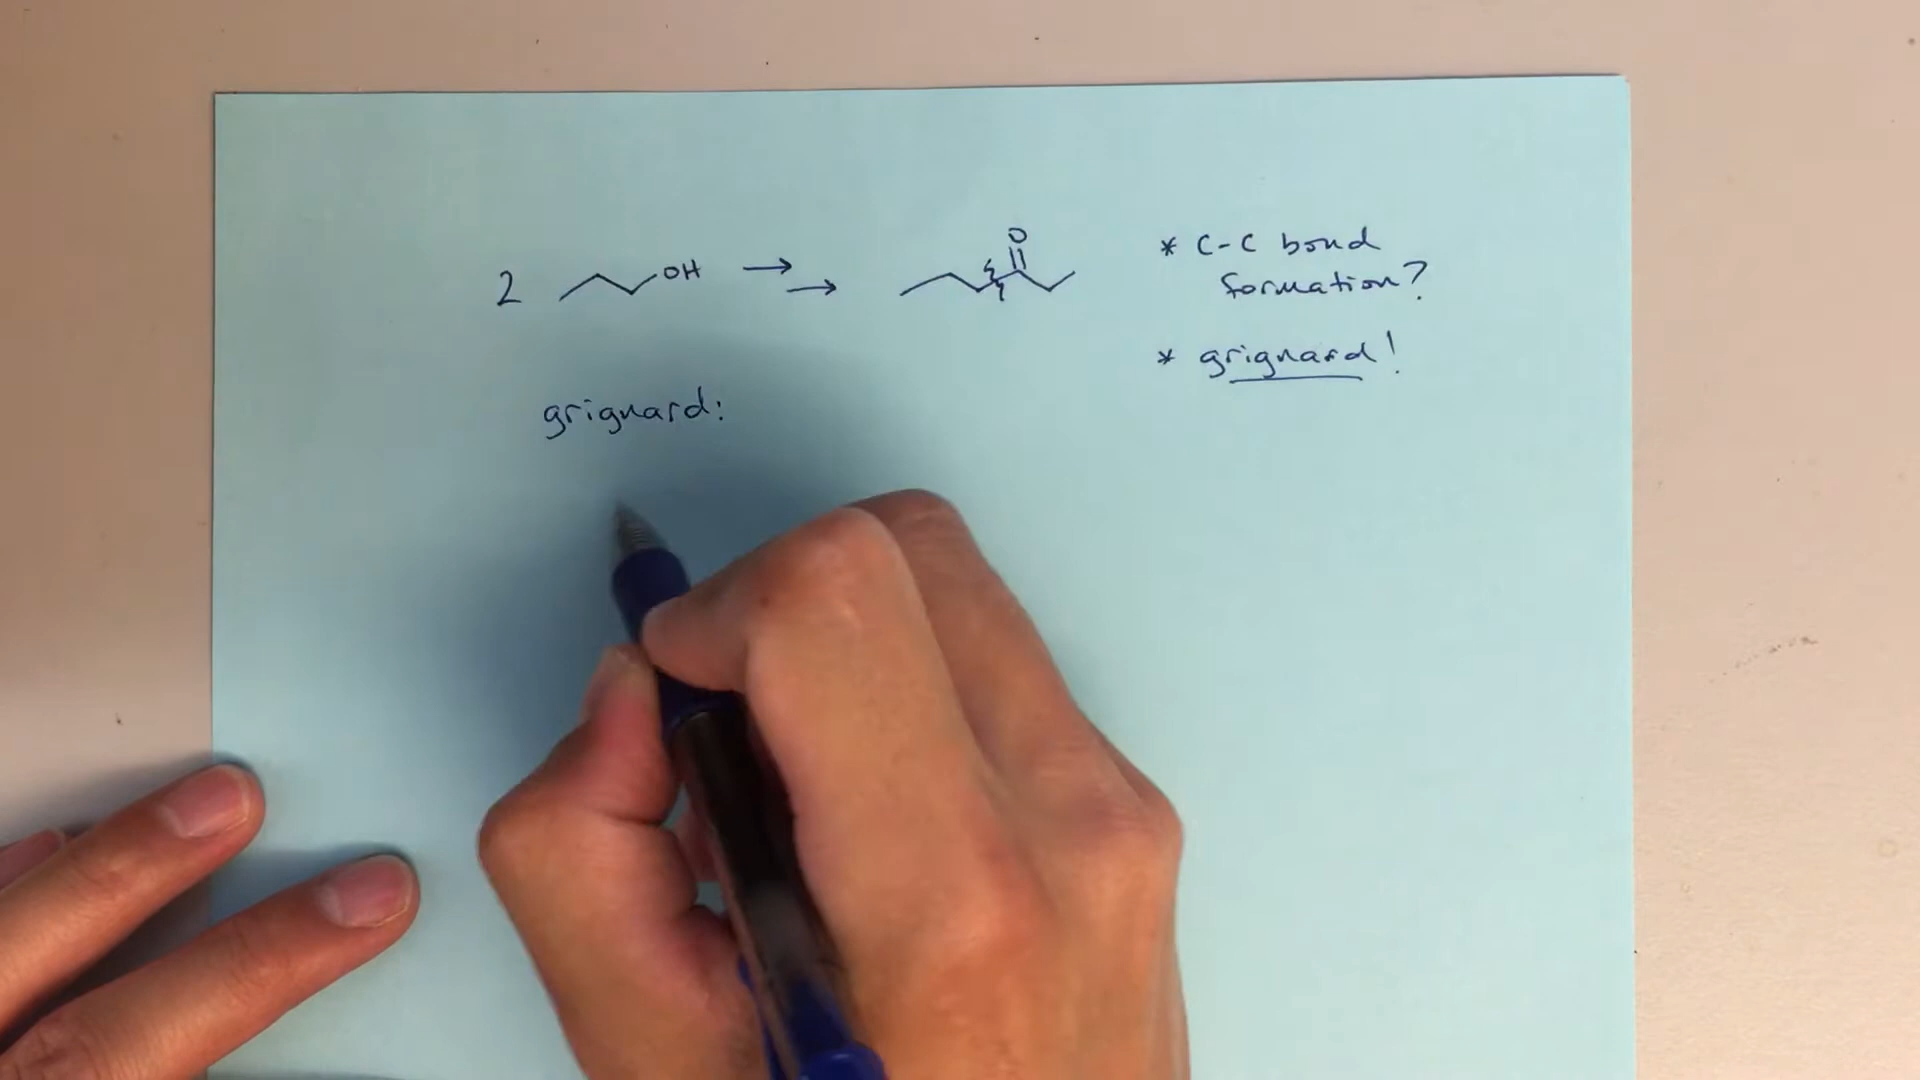 2 OH → → O
* C-C bond
formation?
* grignard!
grignard: